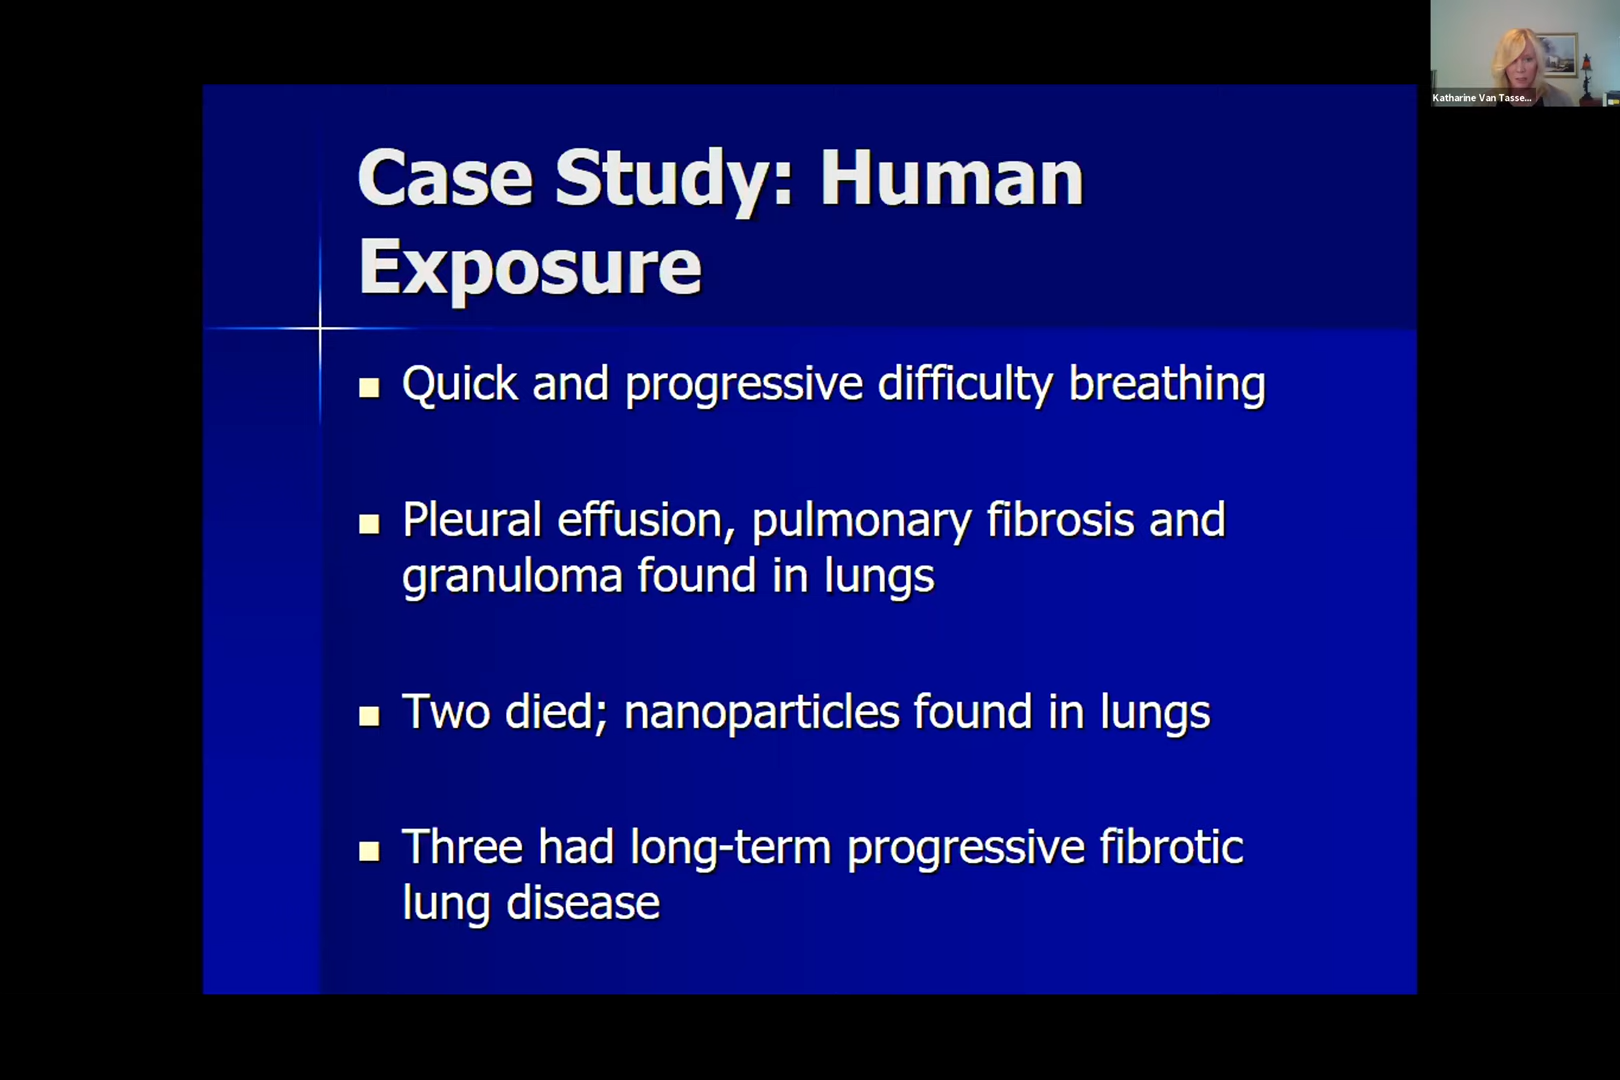 Katharine Van Tasse...
Case Study: Human
Exposure
Quick and progressive difficulty breathing
Pleural effusion, pulmonary fibrosis and
granuloma found in lungs
Two died; nanoparticles found in lungs
Three had long-term progressive fibrotic
lung disease